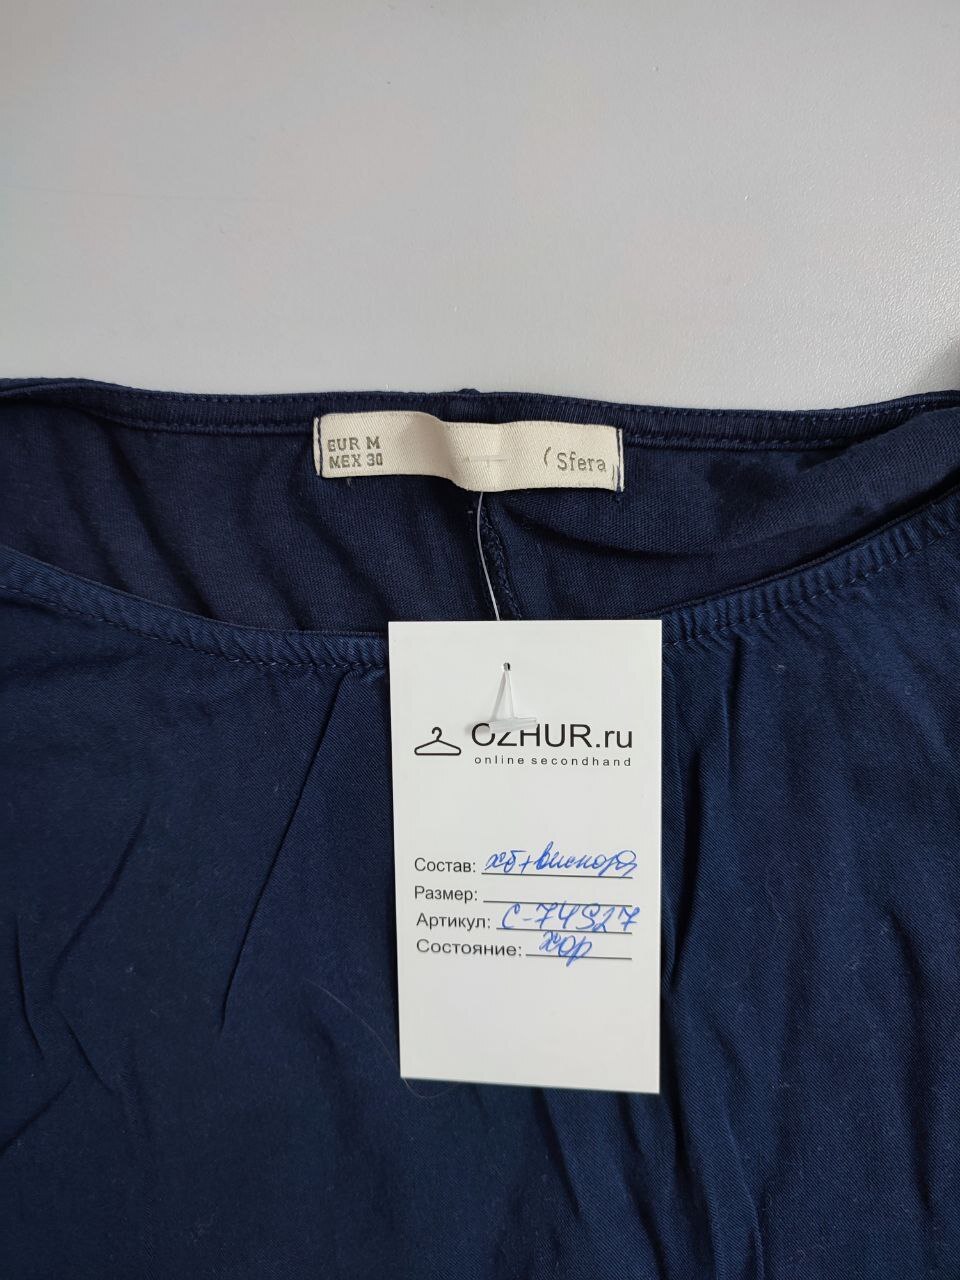 EUR M
MEX 30
(Sfera)
OZHUR.ru
online secondhand
Состав: хб+вискоза
Размер:
Артикул: С-74527
Состояние: хор